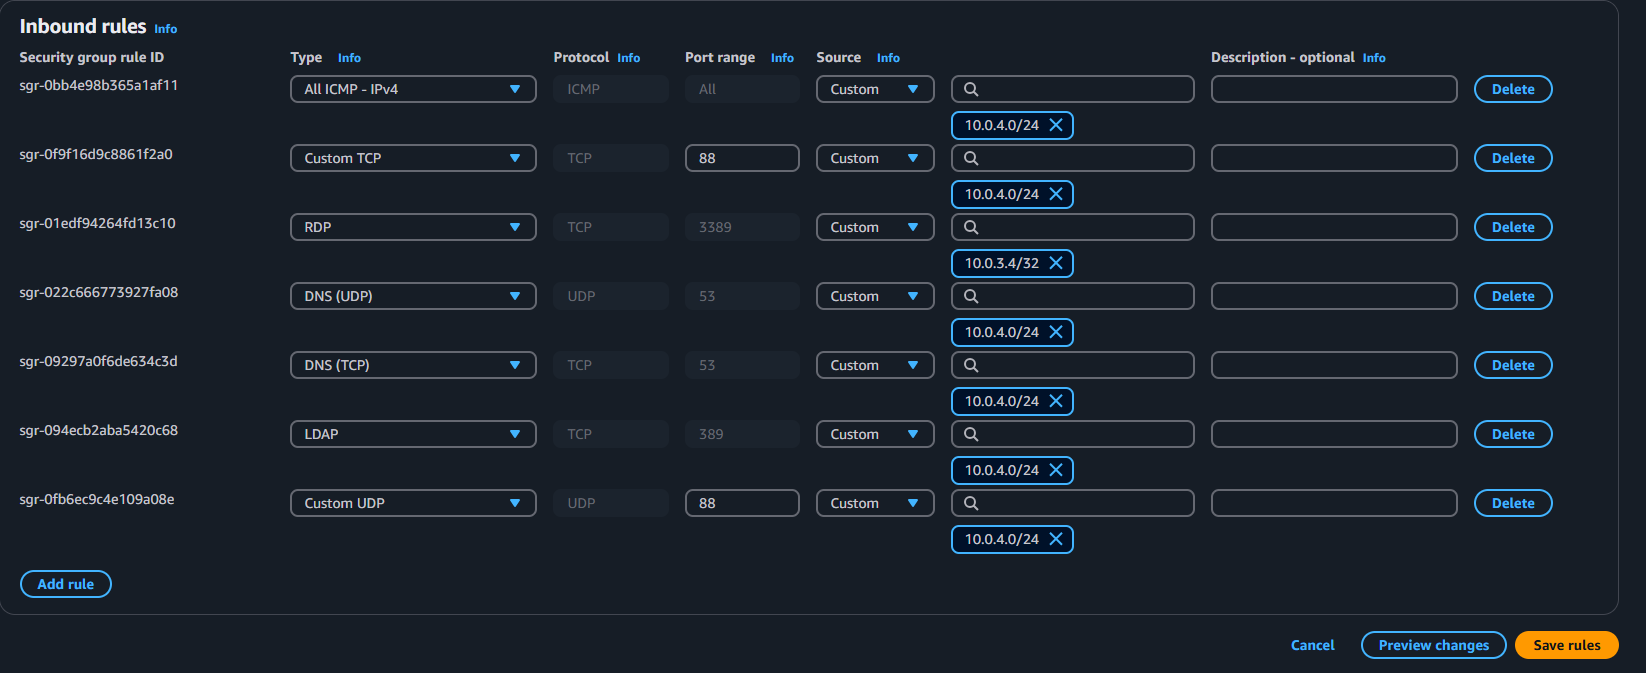 Inbound rules Info
Security group rule ID Type Info Protocol Info Port range Info Source Info Description - optional Info
sgr-0bb4e98b365a1af11 All ICMP - IPv4 ICMP All Custom Delete
10.0.4.0/24
sgr-0f9f16d9c8861f2a0 Custom TCP TCP 88 Custom Delete
10.0.4.0/24
sgr-01edf94264fd13c10 RDP TCP 3389 Custom Delete
10.0.3.4/32
sgr-022c666773927fa08 DNS (UDP) UDP 53 Custom Delete
10.0.4.0/24
sgr-09297a0f6de634c3d DNS (TCP) TCP 53 Custom Delete
10.0.4.0/24
sgr-094ecb2aba5420c68 LDAP TCP 389 Custom Delete
10.0.4.0/24
sgr-0fb6ec9c4e109a08e Custom UDP UDP 88 Custom Delete
10.0.4.0/24
Add rule
Cancel Preview changes Save rules